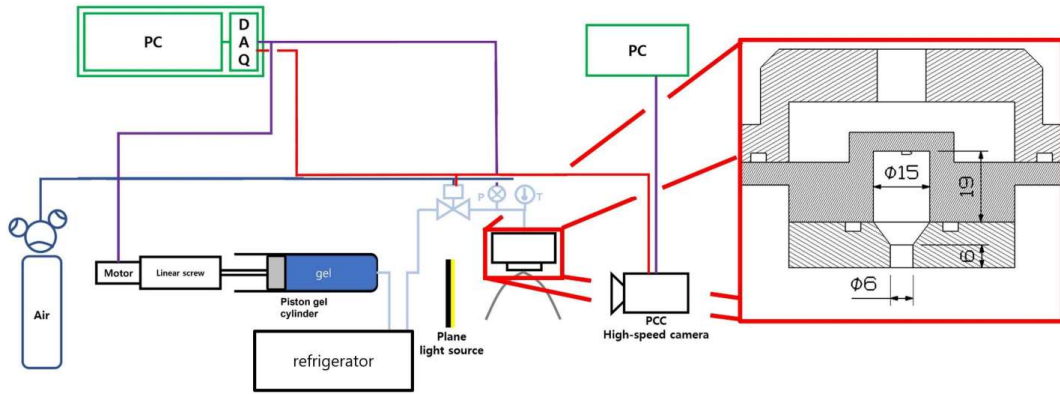 PC
D
A
Q
PC
P
T
Motor
Linear screw
gel
Piston gel
cylinder
Air
refrigerator
Plane
light source
PCC
High-speed camera
Φ15
19
6
Φ6